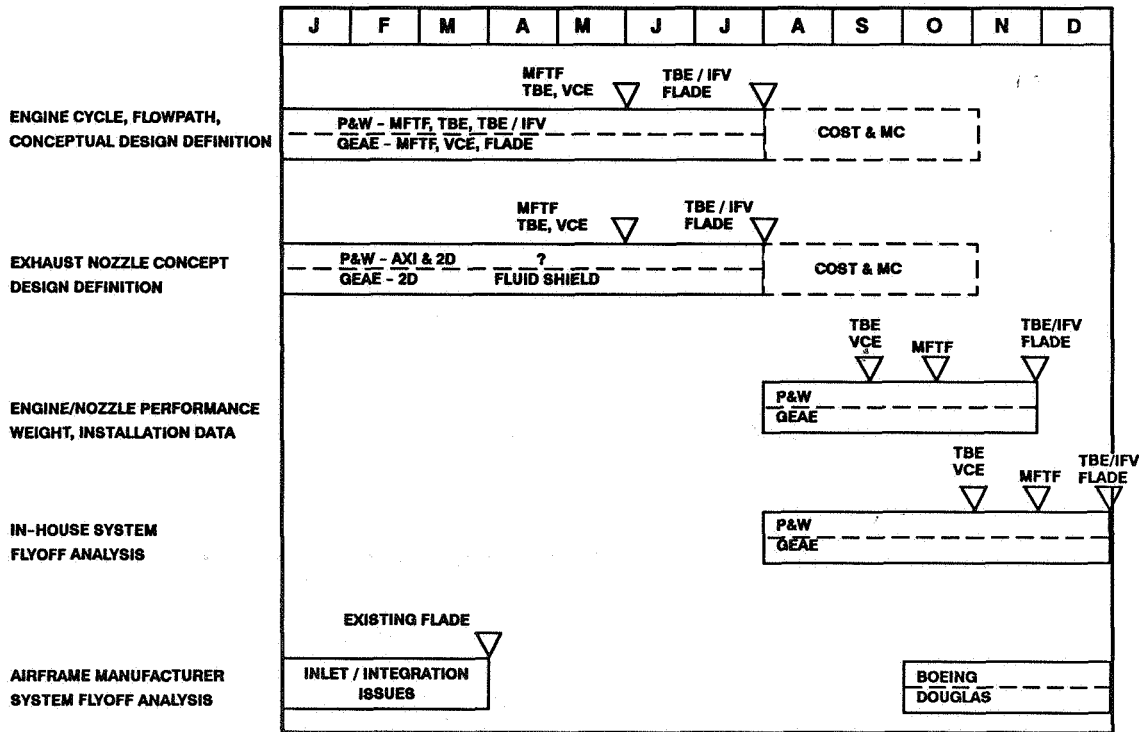 J F M A M J J A S O N D
MFTF
TBE, VCE
TBE / IFV
FLADE
ENGINE CYCLE, FLOWPATH,
CONCEPTUAL DESIGN DEFINITION
P&W - MFTF, TBE, TBE / IFV
GEAE - MFTF, VCE, FLADE
COST & MC
MFTF
TBE, VCE
TBE / IFV
FLADE
EXHAUST NOZZLE CONCEPT
DESIGN DEFINITION
P&W - AXI & 2D ?
GEAE - 2D FLUID SHIELD
COST & MC
TBE
VCE
MFTF
TBE/IFV
FLADE
ENGINE/NOZZLE PERFORMANCE
WEIGHT, INSTALLATION DATA
P&W
GEAE
TBE
VCE
MFTF
TBE/IFV
FLADE
IN-HOUSE SYSTEM
FLYOFF ANALYSIS
P&W
GEAE
EXISTING FLADE
AIRFRAME MANUFACTURER
SYSTEM FLYOFF ANALYSIS
INLET / INTEGRATION
ISSUES
BOEING
DOUGLAS